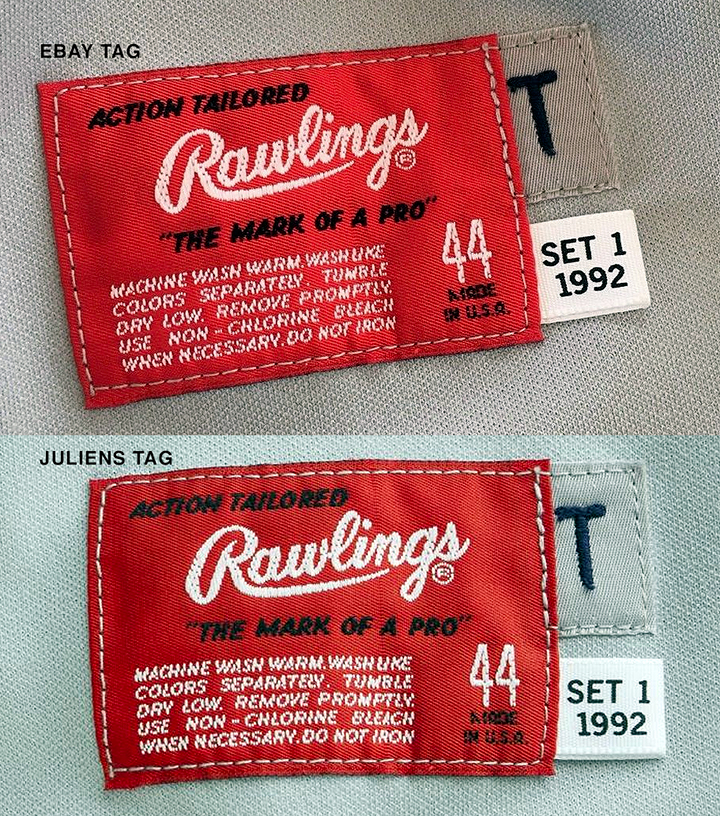 EBAY TAG
ACTION TAILORED
Rawlings ®
"THE MARK OF A PRO"
MACHINE WASH WARM. WASH LIKE
COLORS SEPARATELY. TUMBLE
DRY LOW. REMOVE PROMPTLY.
USE NON-CHLORINE BLEACH
WHEN NECESSARY. DO NOT IRON
44
MADE
IN U.S.A.
T
SET 1
1992
JULIENS TAG
ACTION TAILORED
Rawlings ®
"THE MARK OF A PRO"
MACHINE WASH WARM. WASH LIKE
COLORS SEPARATELY. TUMBLE
DRY LOW. REMOVE PROMPTLY
USE NON-CHLORINE BLEACH
WHEN NECESSARY. DO NOT IRON
44
MADE
IN U.S.A.
T
SET 1
1992